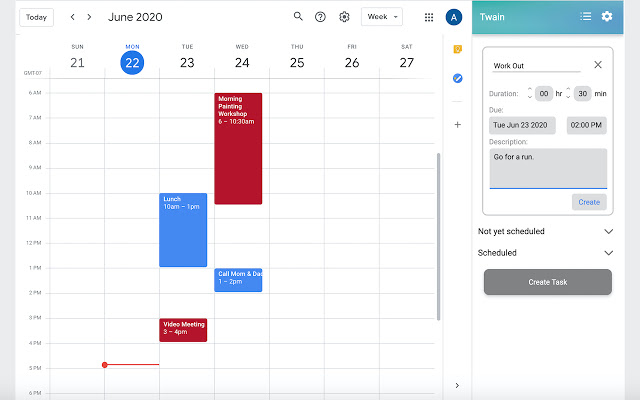 Today
June 2020
Week
A
Twain
SUN
MON
TUE
WED
THU
FRI
SAT
21
22
23
24
25
26
27
GMT-07
6 AM
7 AM
8 AM
9 AM
10 AM
11 AM
12 PM
1 PM
2 PM
3 PM
4 PM
5 PM
6 PM
Morning
Painting
Workshop
6 – 10:30am
Lunch
10am – 1pm
Call Mom & Dad
1 – 2pm
Video Meeting
3 – 4pm
Work Out
Duration: 00 hr 30 min
Due:
Tue Jun 23 2020 02:00 PM
Description:
Go for a run.
Create
Not yet scheduled
Scheduled
Create Task